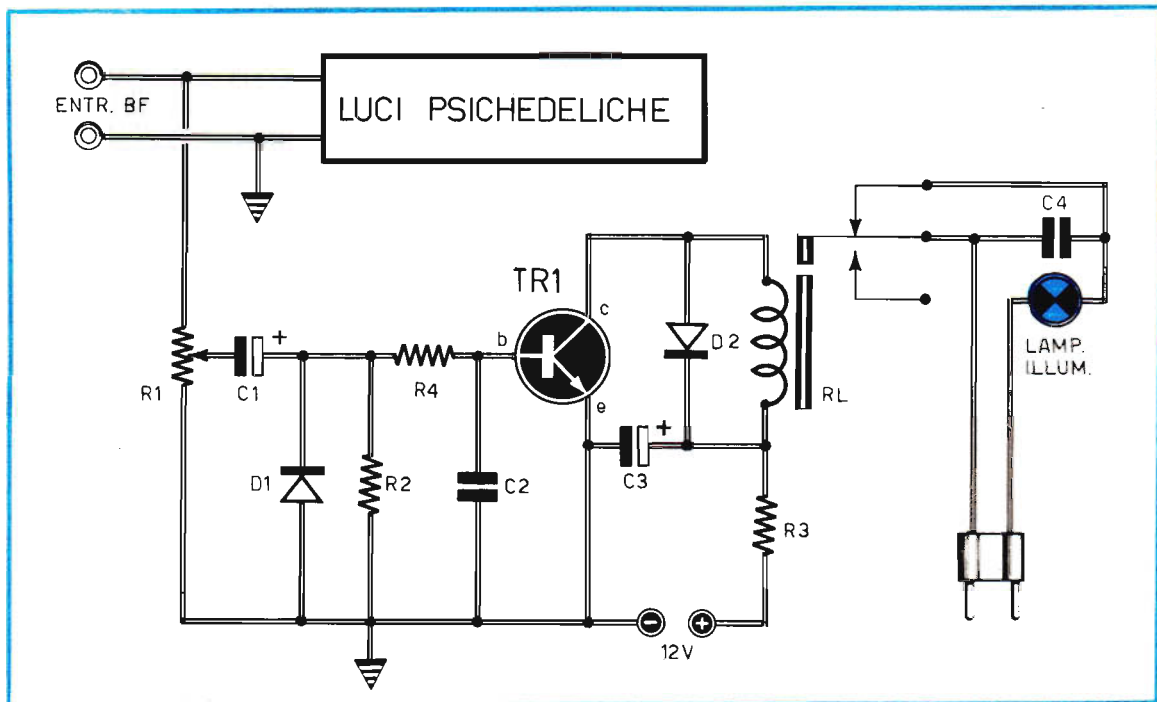 ENTR. BF
LUCI PSICHEDELICHE
C4
TR1
c
b
e
D2
LAMP.
ILLUM.
R1
C1
+
R4
RL
D1
R2
C2
+
C3
R3
-
+
12V